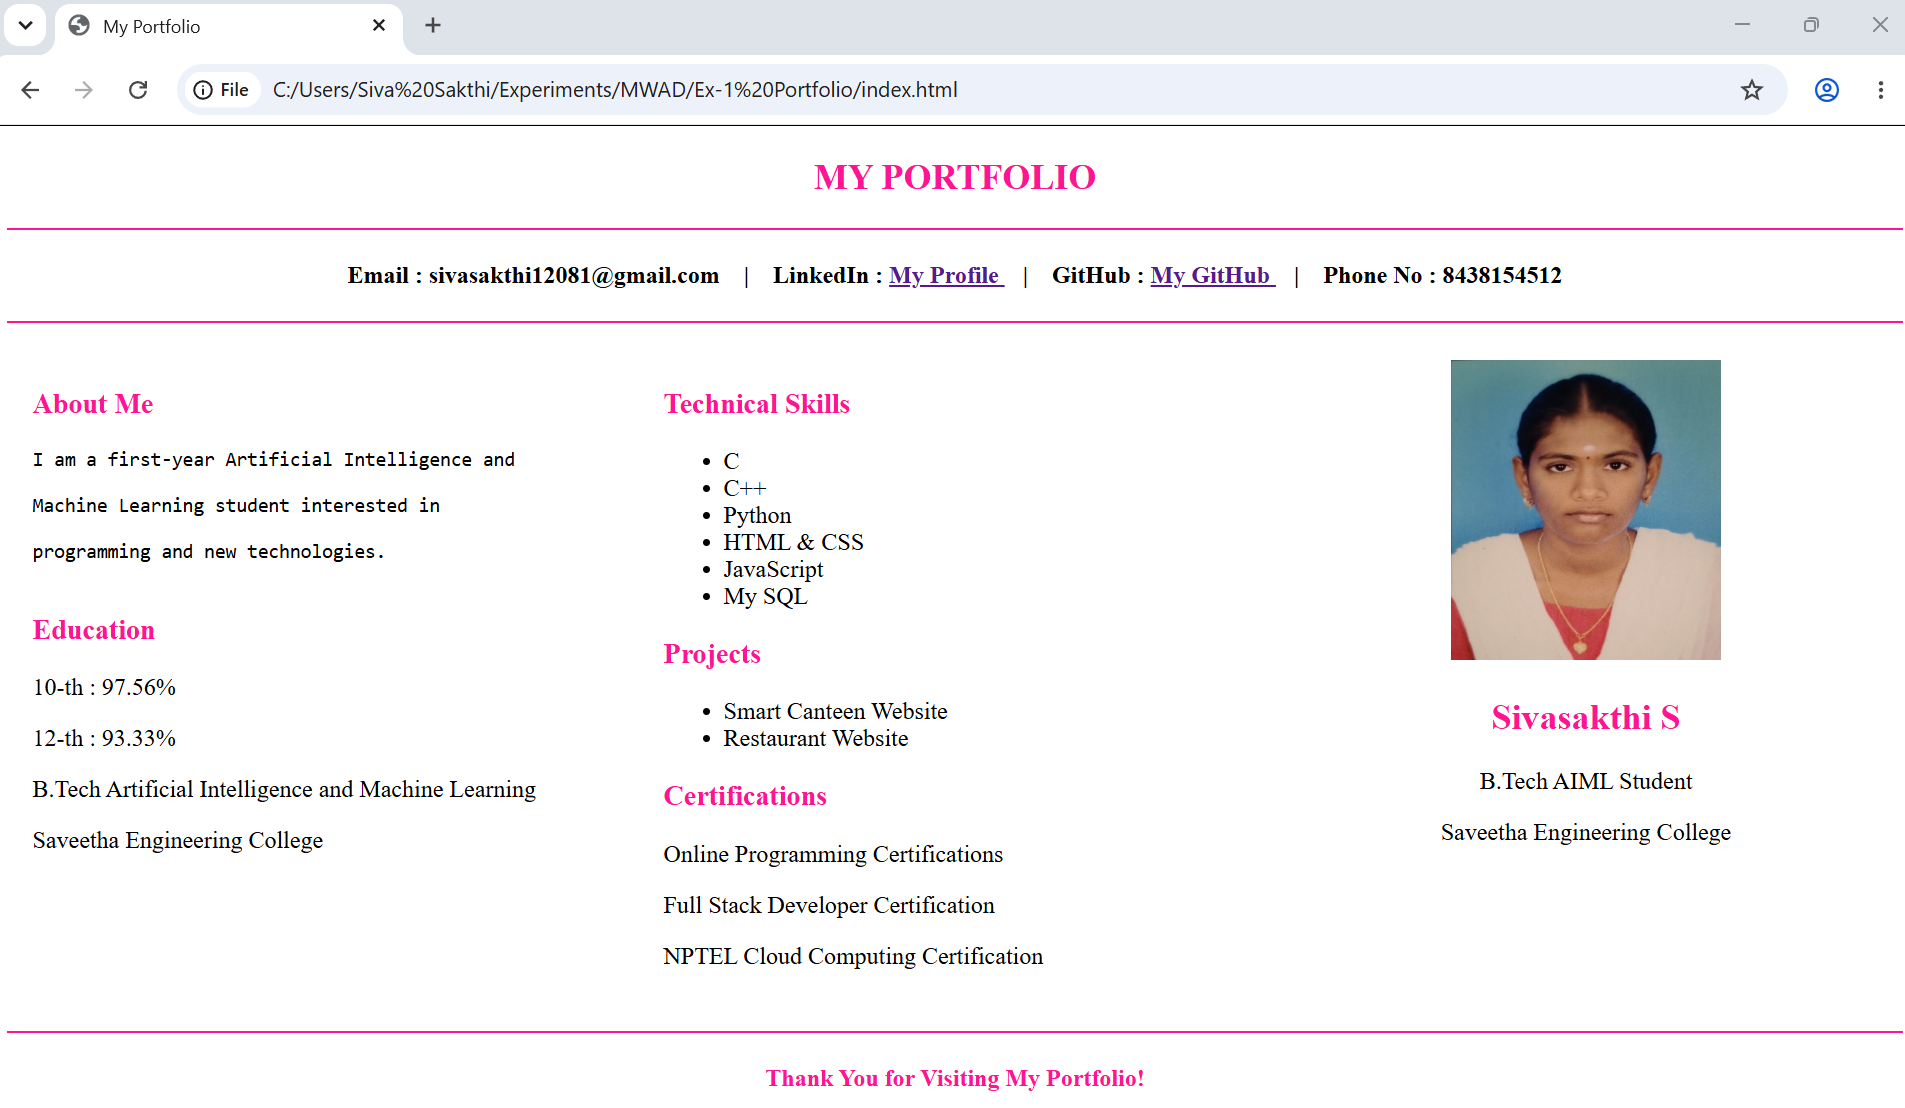 My Portfolio
File
C:/Users/Siva%20Sakthi/Experiments/MWAD/Ex-1%20Portfolio/index.html
MY PORTFOLIO
Email : sivasakthi12081@gmail.com | LinkedIn : My Profile | GitHub : My GitHub | Phone No : 8438154512
About Me
I am a first-year Artificial Intelligence and
Machine Learning student interested in
programming and new technologies.
Education
10-th : 97.56%
12-th : 93.33%
B.Tech Artificial Intelligence and Machine Learning
Saveetha Engineering College
Technical Skills
• C
• C++
• Python
• HTML & CSS
• JavaScript
• My SQL
Projects
• Smart Canteen Website
• Restaurant Website
Certifications
Online Programming Certifications
Full Stack Developer Certification
NPTEL Cloud Computing Certification
Sivasakthi S
B.Tech AIML Student
Saveetha Engineering College
Thank You for Visiting My Portfolio!